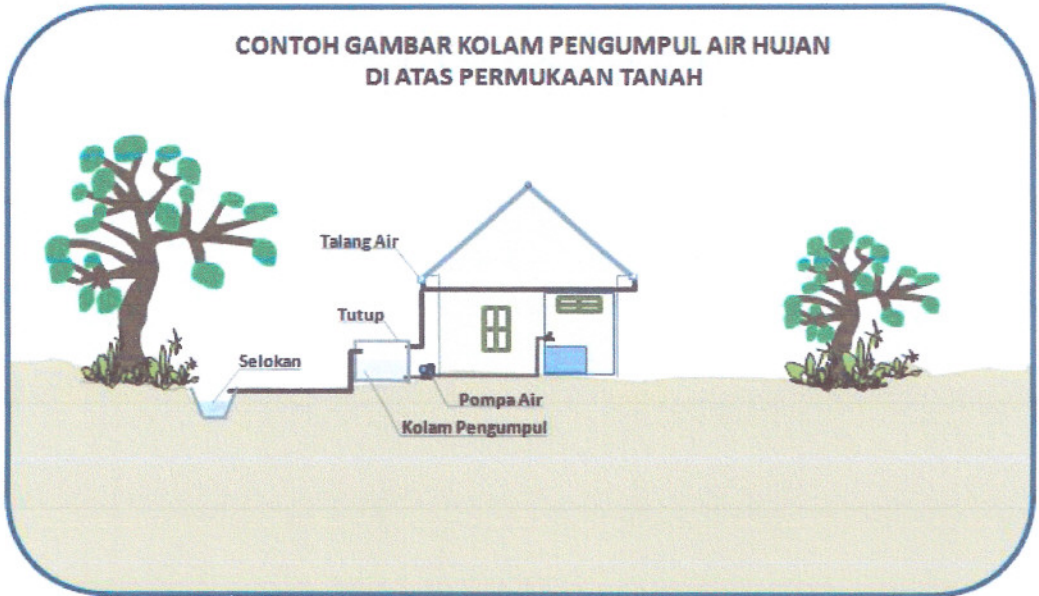 CONTOH GAMBAR KOLAM PENGUMPUL AIR HUJAN
DI ATAS PERMUKAAN TANAH
Talang Air
Tutup
Selokan
Pompa Air
Kolam Pengumpul